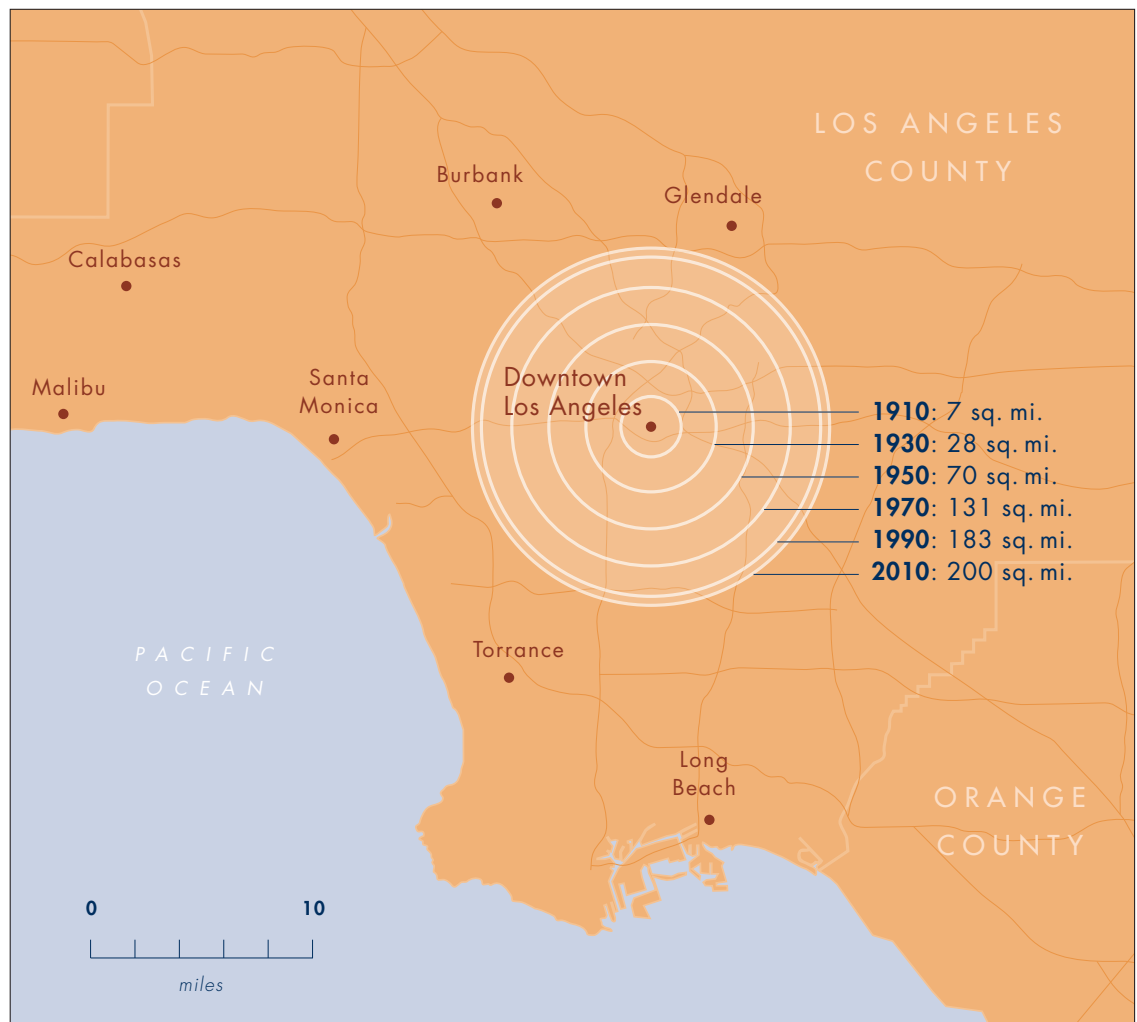 LOS ANGELES
COUNTY
Burbank
Glendale
Calabasas
Malibu
Santa
Monica
Downtown
Los Angeles
1910: 7 sq. mi.
1930: 28 sq. mi.
1950: 70 sq. mi.
1970: 131 sq. mi.
1990: 183 sq. mi.
2010: 200 sq. mi.
PACIFIC
OCEAN
Torrance
Long
Beach
ORANGE
COUNTY
0 10
miles